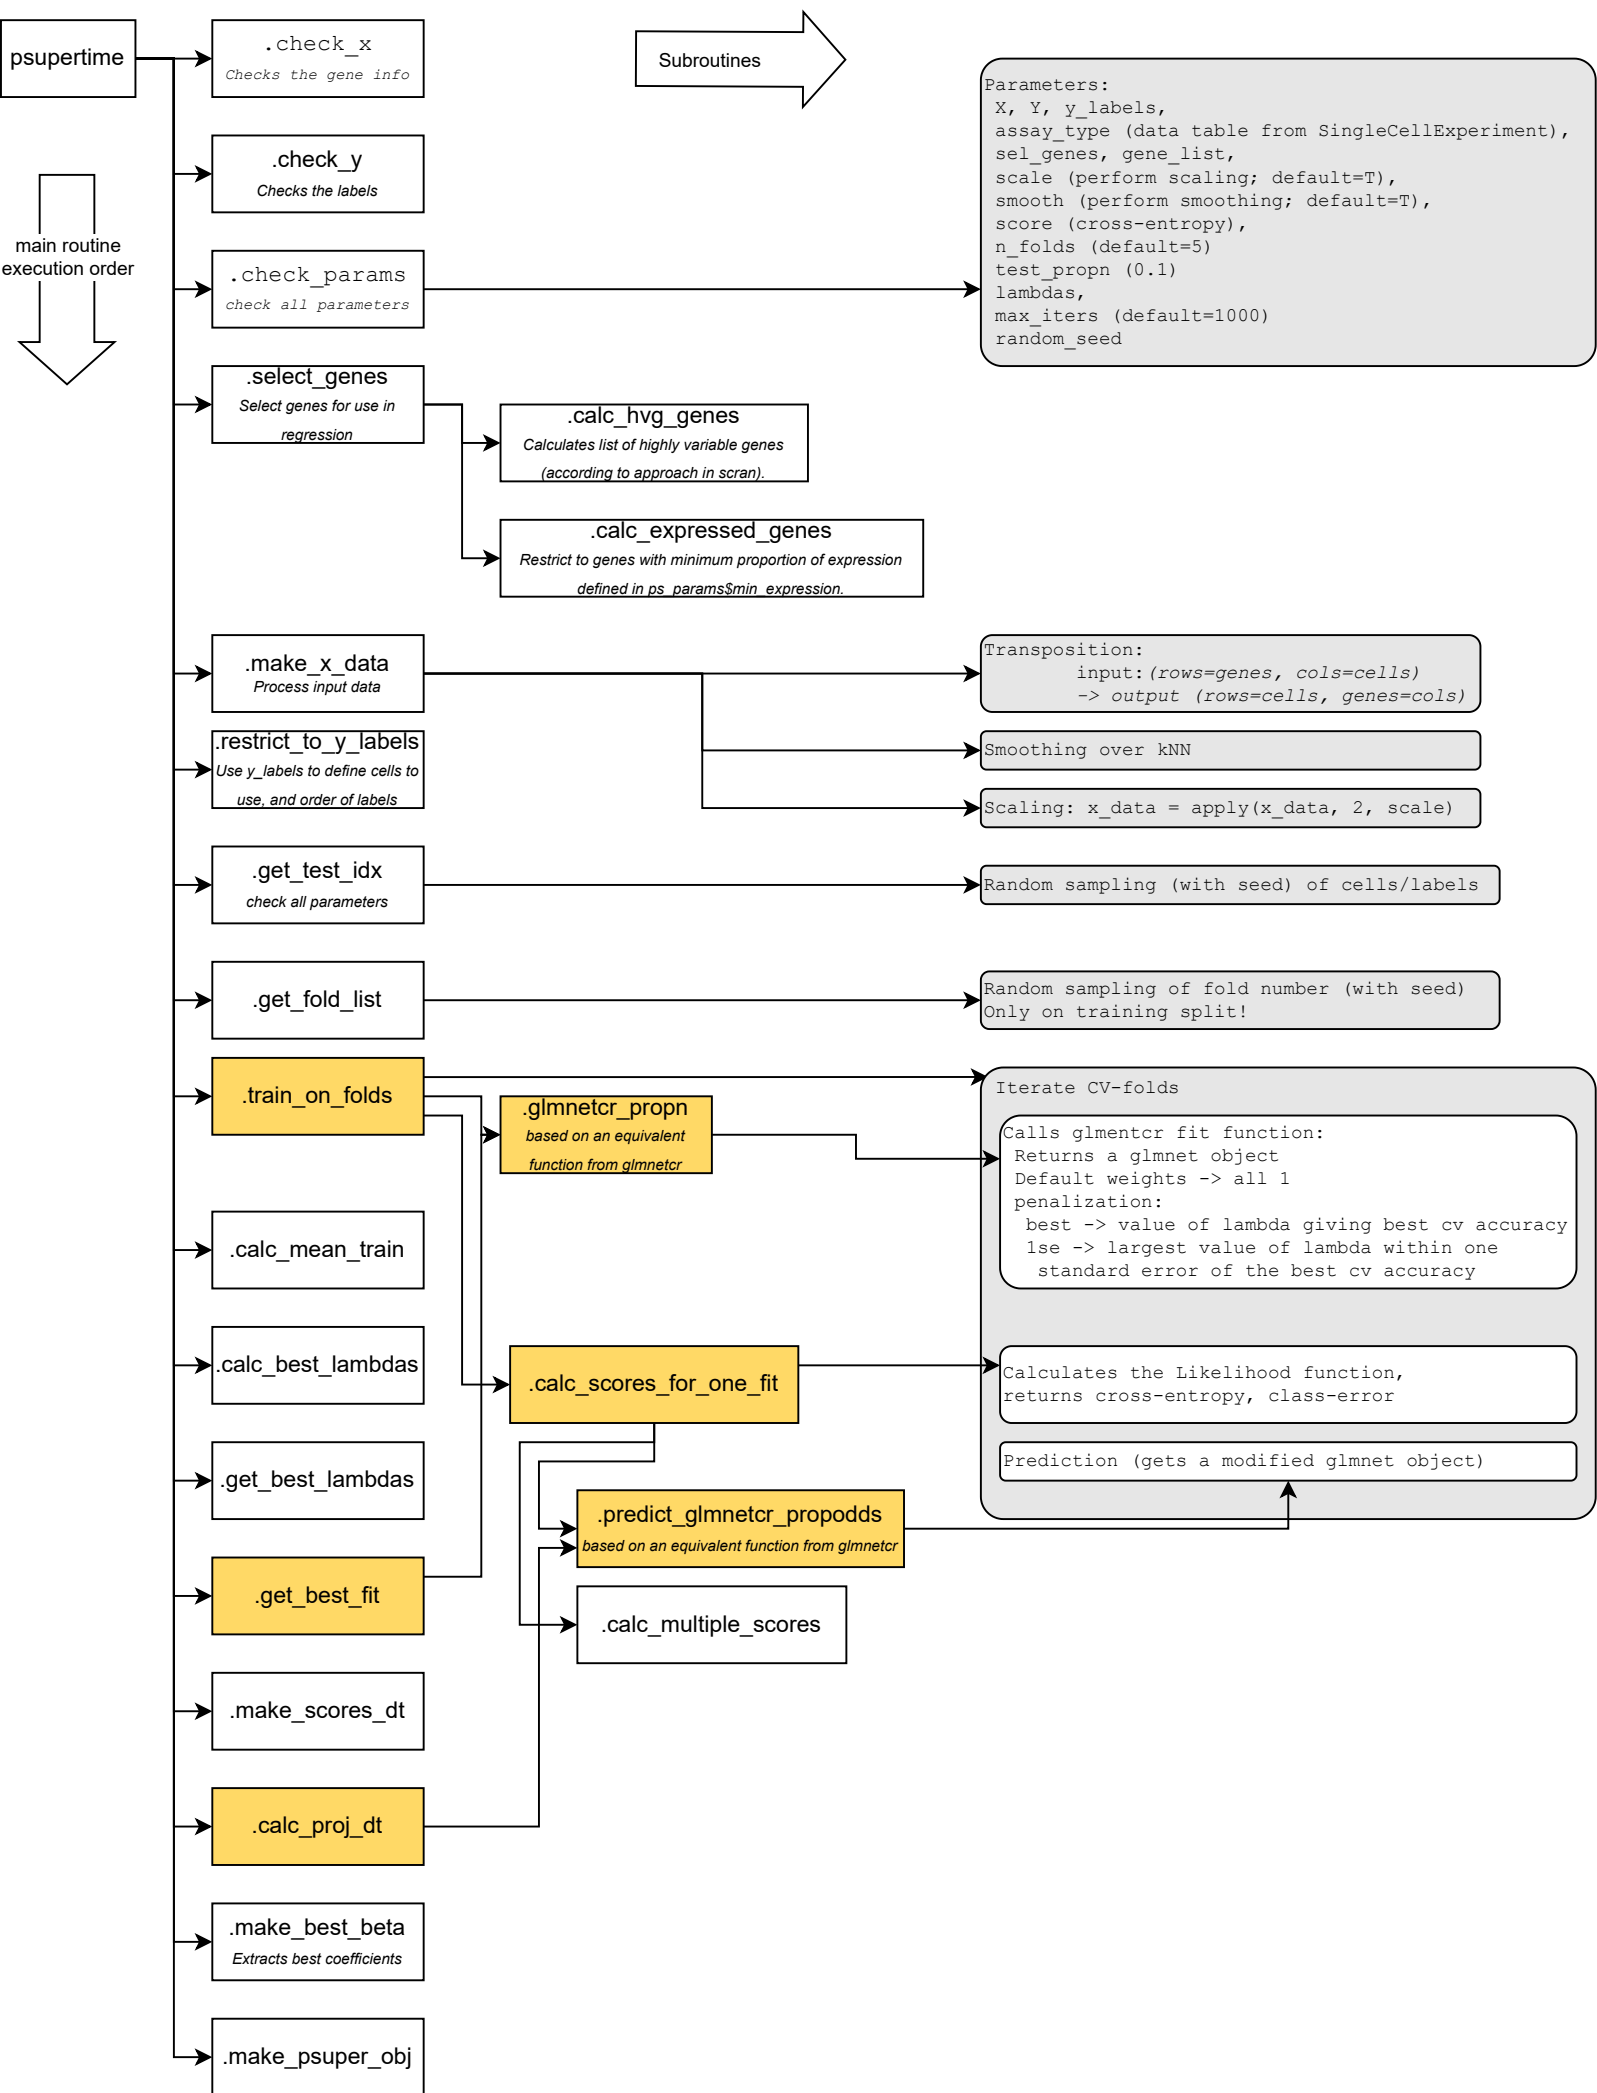 psupertime
.check_x
Checks the gene info
Subroutines
Parameters:
X, Y, y_labels,
assay_type (data table from SingleCellExperiment),
sel_genes, gene_list,
scale (perform scaling; default=T),
smooth (perform smoothing; default=T),
score (cross-entropy),
n_folds (default=5)
test_propn (0.1)
lambdas,
max_iters (default=1000)
random_seed
.check_y
Checks the labels
main routine
execution order
.check_params
check all parameters
.select_genes
Select genes for use in
regression
.calc_hvg_genes
Calculates list of highly variable genes
(according to approach in scran).
.calc_expressed_genes
Restrict to genes with minimum proportion of expression
defined in ps_params$min_expression.
.make_x_data
Process input data
Transposition:
input:(rows=genes, cols=cells)
-> output (rows=cells, genes=cols)
.restrict_to_y_labels
Use y_labels to define cells to
use, and order of labels
Smoothing over kNN
Scaling: x_data = apply(x_data, 2, scale)
.get_test_idx
check all parameters
Random sampling (with seed) of cells/labels
.get_fold_list
Random sampling of fold number (with seed)
Only on training split!
.train_on_folds
.glmnetcr_propn
based on an equivalent
function from glmnetcr
Iterate CV-folds
Calls glmentcr fit function:
Returns a glmnet object
Default weights -> all 1
penalization:
best -> value of lambda giving best cv accuracy
1se -> largest value of lambda within one
standard error of the best cv accuracy
.calc_mean_train
.calc_best_lambdas
.calc_scores_for_one_fit
Calculates the Likelihood function,
returns cross-entropy, class-error
.get_best_lambdas
Prediction (gets a modified glmnet object)
.predict_glmnetcr_propodds
based on an equivalent function from glmnetcr
.get_best_fit
.calc_multiple_scores
.make_scores_dt
.calc_proj_dt
.make_best_beta
Extracts best coefficients
.make_psuper_obj